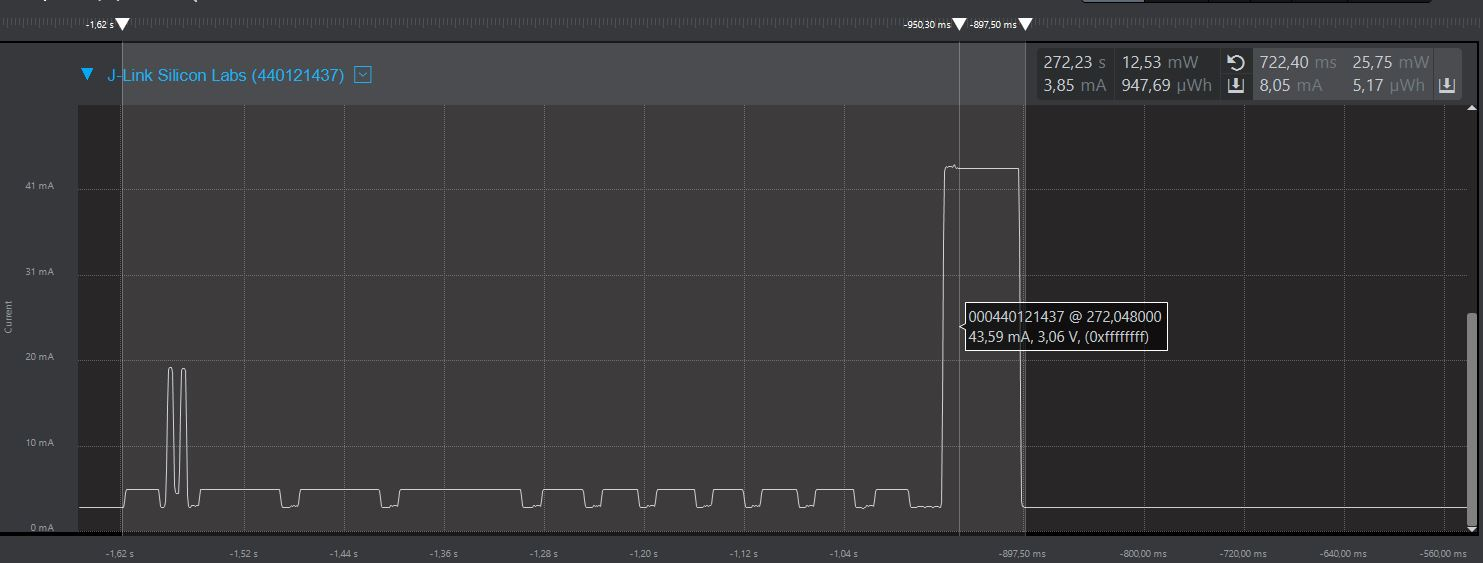 -1,62 s
-950,30 ms
-897,50 ms
J-Link Silicon Labs (440121437)
272,23 s 12,53 mW 722,40 ms 25,75 mW
3,85 mA 947,69 µWh 8,05 mA 5,17 µWh
41 mA
31 mA
Current
000440121437 @ 272,048000
43,59 mA, 3,06 V, (0xffffffff)
20 mA
10 mA
0 mA
-1,62 s -1,52 s -1,44 s -1,36 s -1,28 s -1,20 s -1,12 s -1,04 s -897,50 ms -800,00 ms -720,00 ms -640,00 ms -560,00 ms